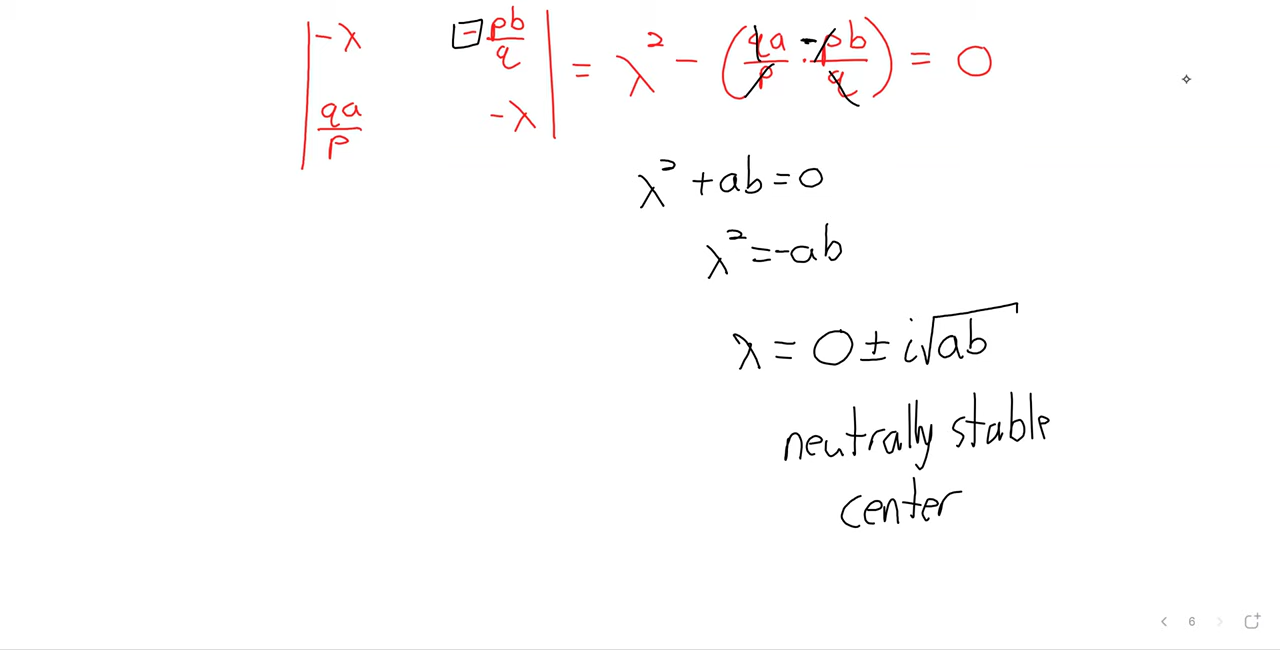 | -λ  -pb/q | = λ² - (qa/p · -pb/q) = 0
| qa/p  -λ |
λ² + ab = 0
λ² = -ab
λ = 0 ± i√ab
neutrally stable
center
6